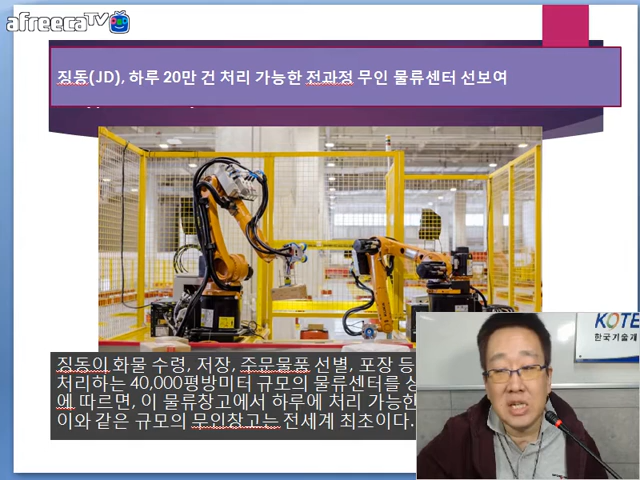 afreecaTV
징동(JD), 하루 20만 건 처리 가능한 전과정 무인 물류센터 선보여
징동이 화물 수령, 저장, 주문물품 선별, 포장 등
처리하는 40,000평방미터 규모의 물류센터를
에 따르면, 이 물류창고에서 하루에 처리 가능한
이와 같은 규모의 무인창고는 전세계 최초이다.
KOTE
한국기술개